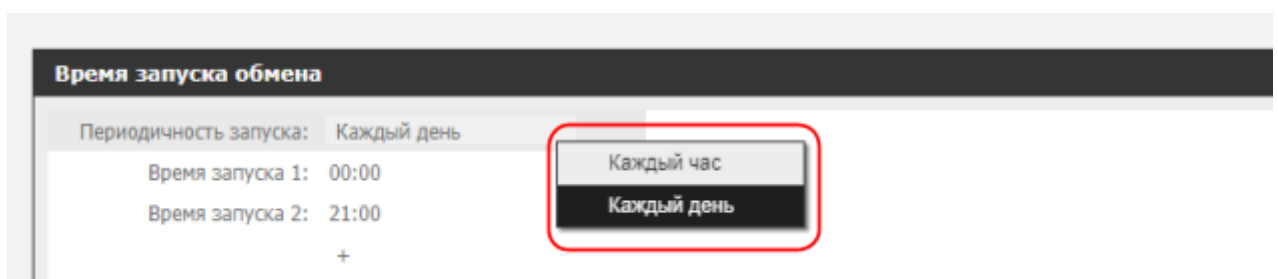 Время запуска обмена
Периодичность запуска: Каждый день
Каждый час
Время запуска 1: 00:00
Каждый день
Время запуска 2: 21:00
+